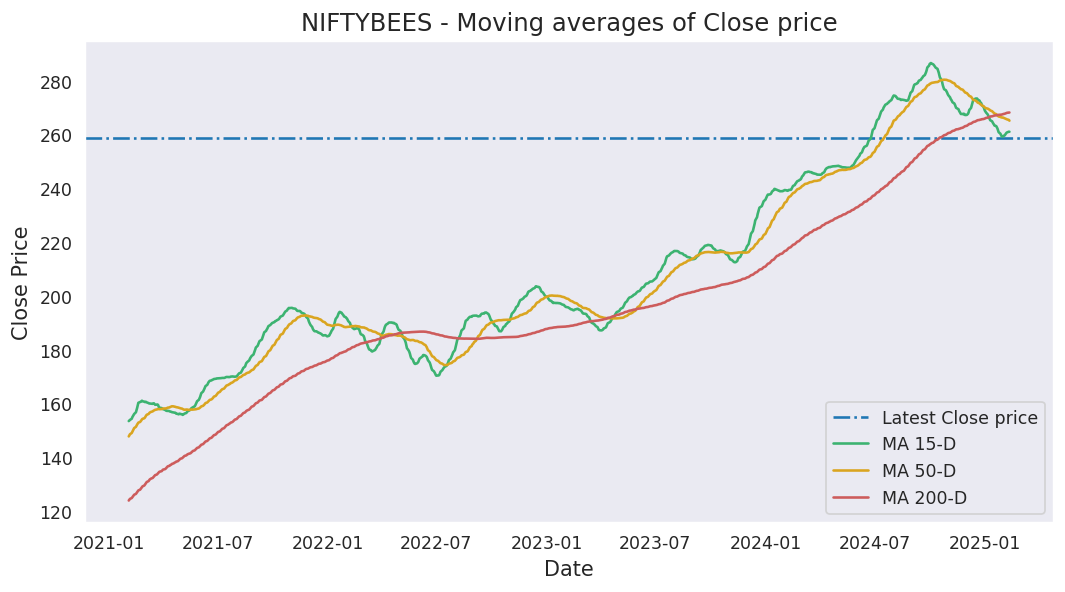 NIFTYBEES - Moving averages of Close price
Close Price
280
260
240
220
200
180
160
140
120
Latest Close price
MA 15-D
MA 50-D
MA 200-D
2021-01 2021-07 2022-01 2022-07 2023-01 2023-07 2024-01 2024-07 2025-01
Date